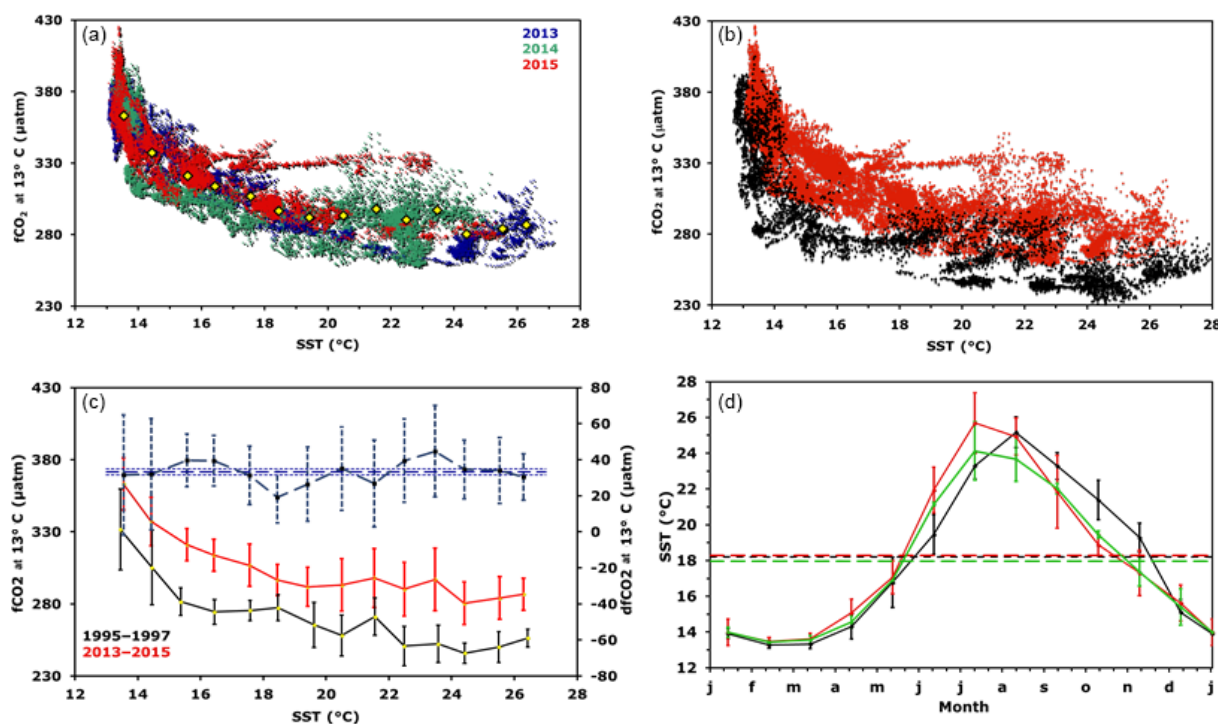 (a)
2013
2014
2015
430
380
330
280
230
fCO₂ at 13° C (µatm)
12 14 16 18 20 22 24 26 28
SST (°C)
(b)
430
380
330
280
230
fCO₂ at 13° C (µatm)
12 14 16 18 20 22 24 26 28
SST (°C)
(c)
430
380
330
280
230
fCO2 at 13° C (µatm)
80
60
40
20
0
-20
-40
-60
-80
dfCO2 at 13° C (µatm)
1995–1997
2013–2015
12 14 16 18 20 22 24 26 28
SST (°C)
(d)
28
26
24
22
20
18
16
14
12
SST (°C)
j f m a m j j a s o n d j
Month